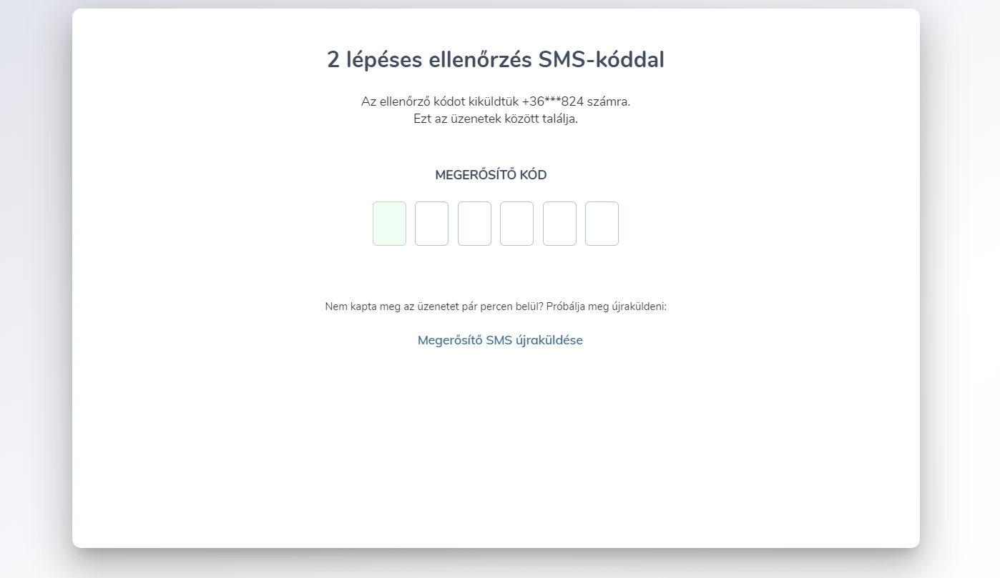 2 lépéses ellenőrzés SMS-kóddal
Az ellenőrző kódot kiküldtük +36***824 számra.
Ezt az üzenetek között találja.
MEGERŐSÍTŐ KÓD
Nem kapta meg az üzenetet pár percen belül? Próbálja meg újraküldeni:
Megerősítő SMS újraküldése